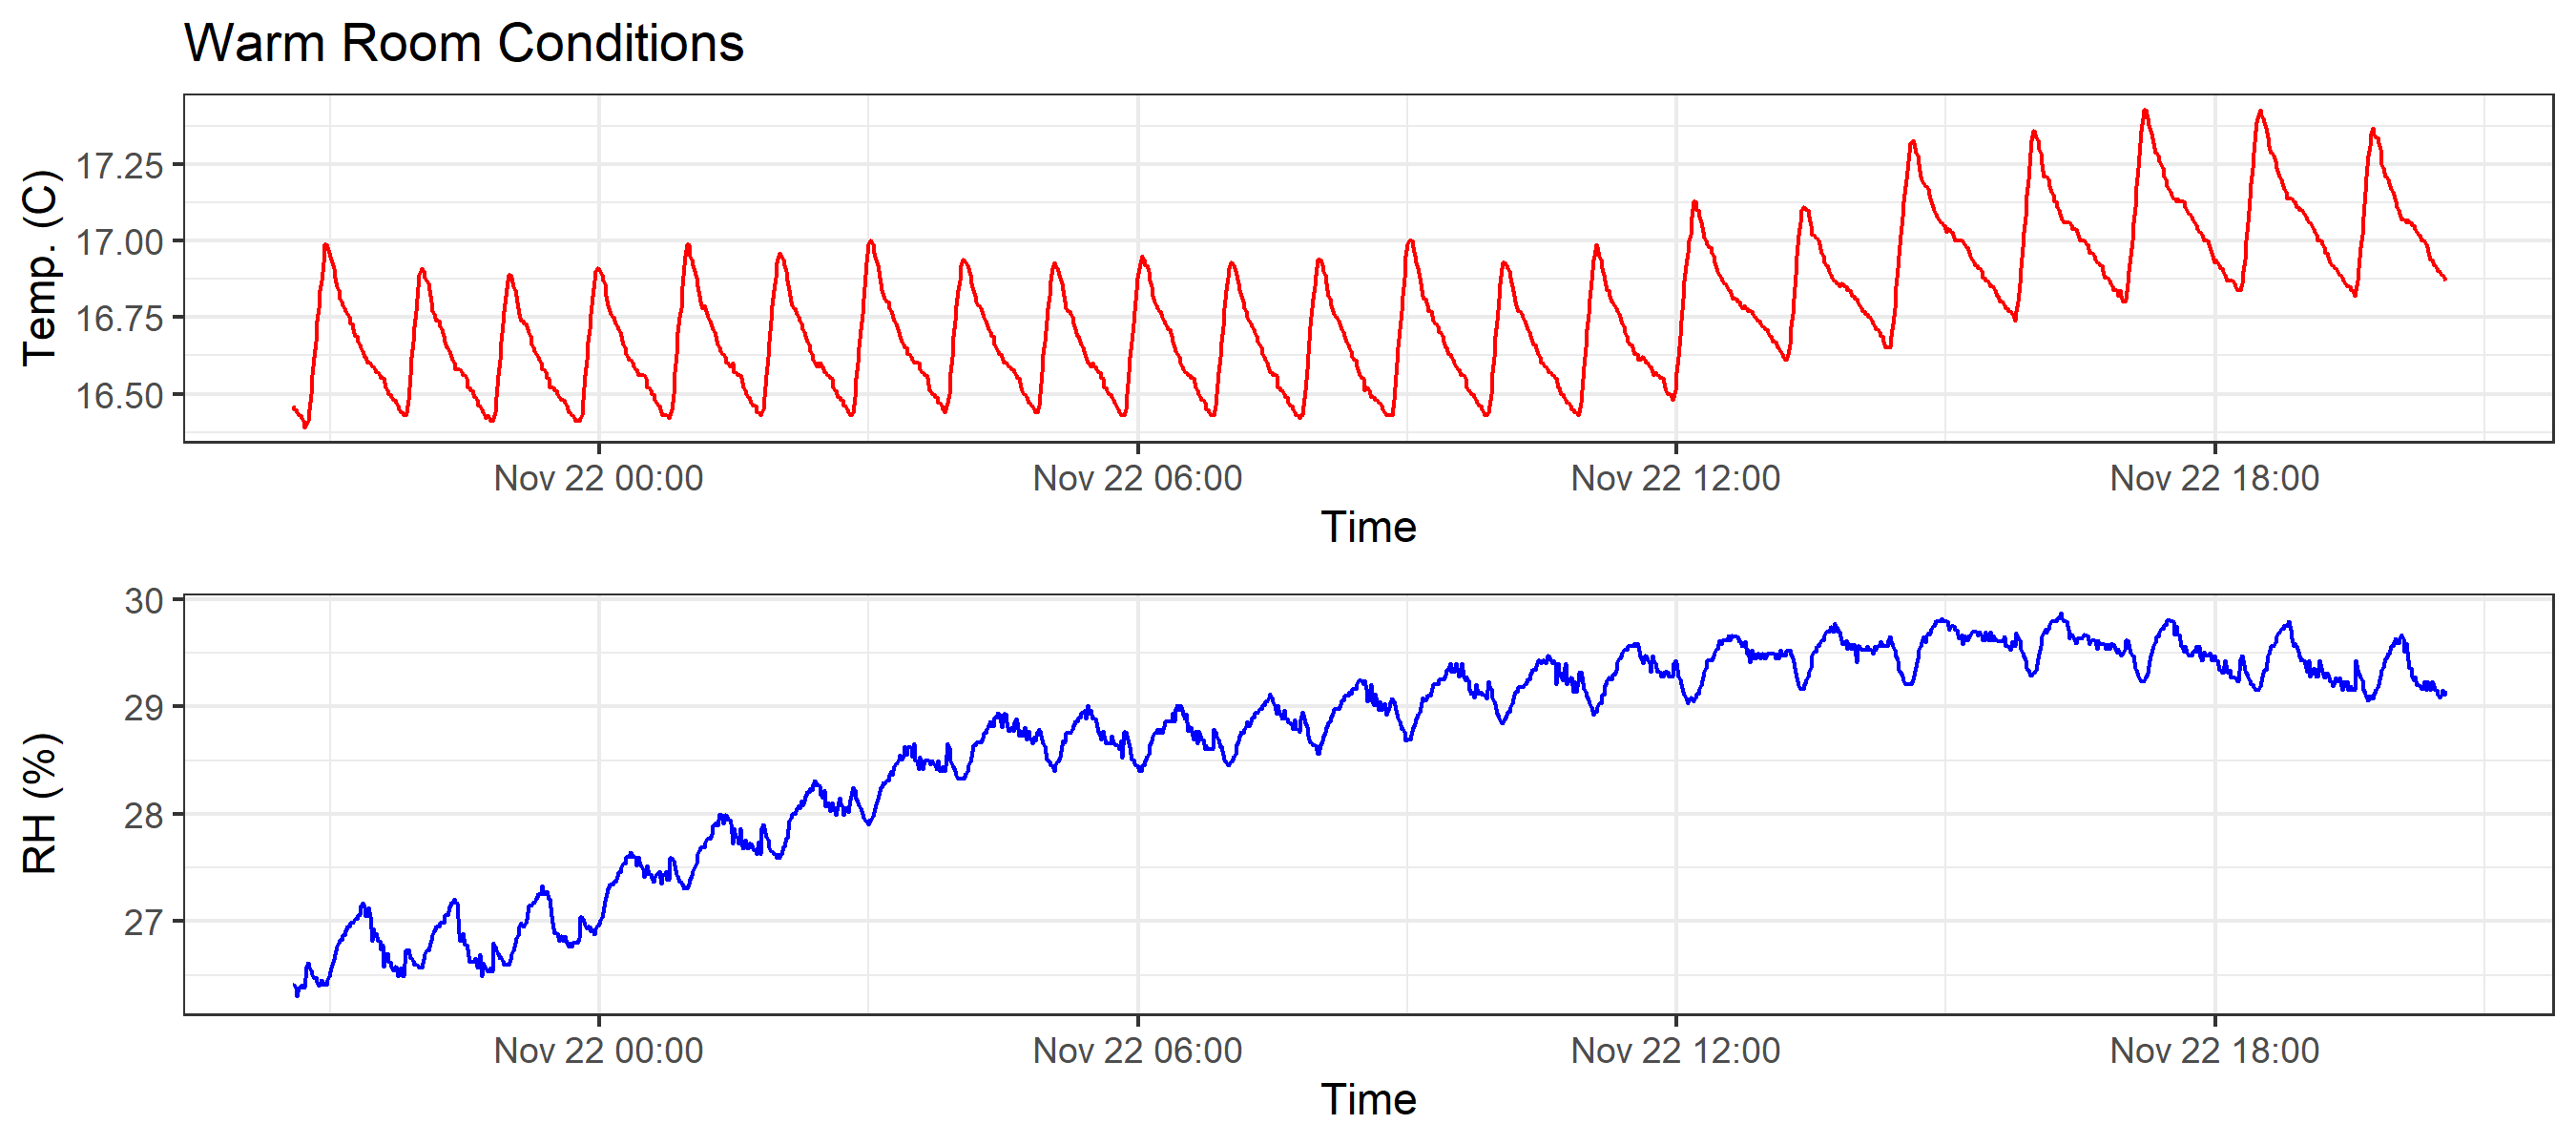 Warm Room Conditions
Temp. (C)
17.25
17.00
16.75
16.50
Nov 22 00:00 Nov 22 06:00 Nov 22 12:00 Nov 22 18:00
Time
RH (%)
30
29
28
27
Nov 22 00:00 Nov 22 06:00 Nov 22 12:00 Nov 22 18:00
Time